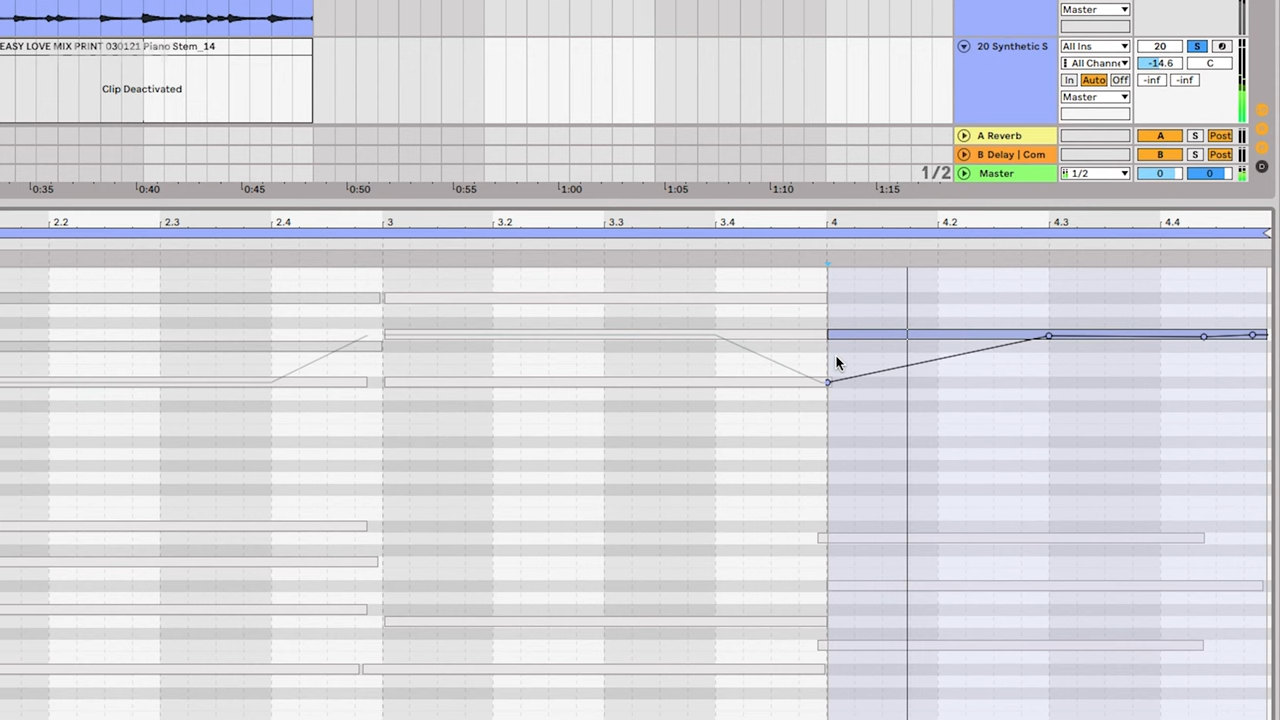 Master
EASY LOVE MIX PRINT 030121 Piano Stem_14
Clip Deactivated
20 Synthetic S
All Ins
20
S
All Channe
-14.6
C
In
Auto
Off
-inf
-inf
Master
A Reverb
A
S
Post
B Delay | Com
B
S
Post
1/2
Master
1/2
0
0
D
0:35
0:40
0:45
0:50
0:55
1:00
1:05
1:10
1:15
2.2
2.3
2.4
3
3.2
3.3
3.4
4
4.2
4.3
4.4